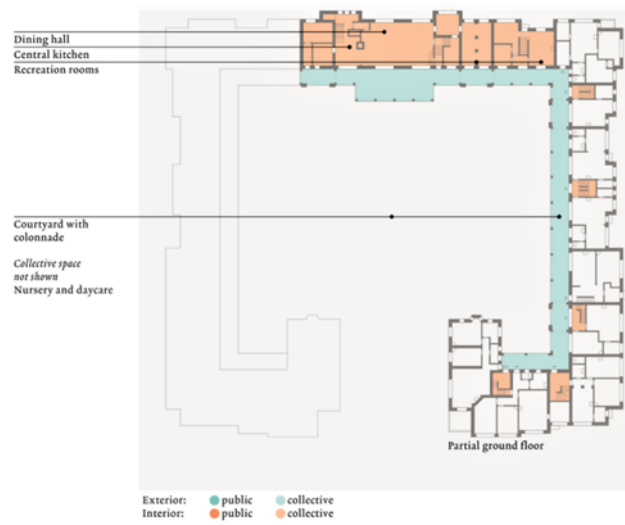 Dining hall
Central kitchen
Recreation rooms
Courtyard with
colonnade
Collective space
not shown
Nursery and daycare
Partial ground floor
Exterior: public collective
Interior: public collective